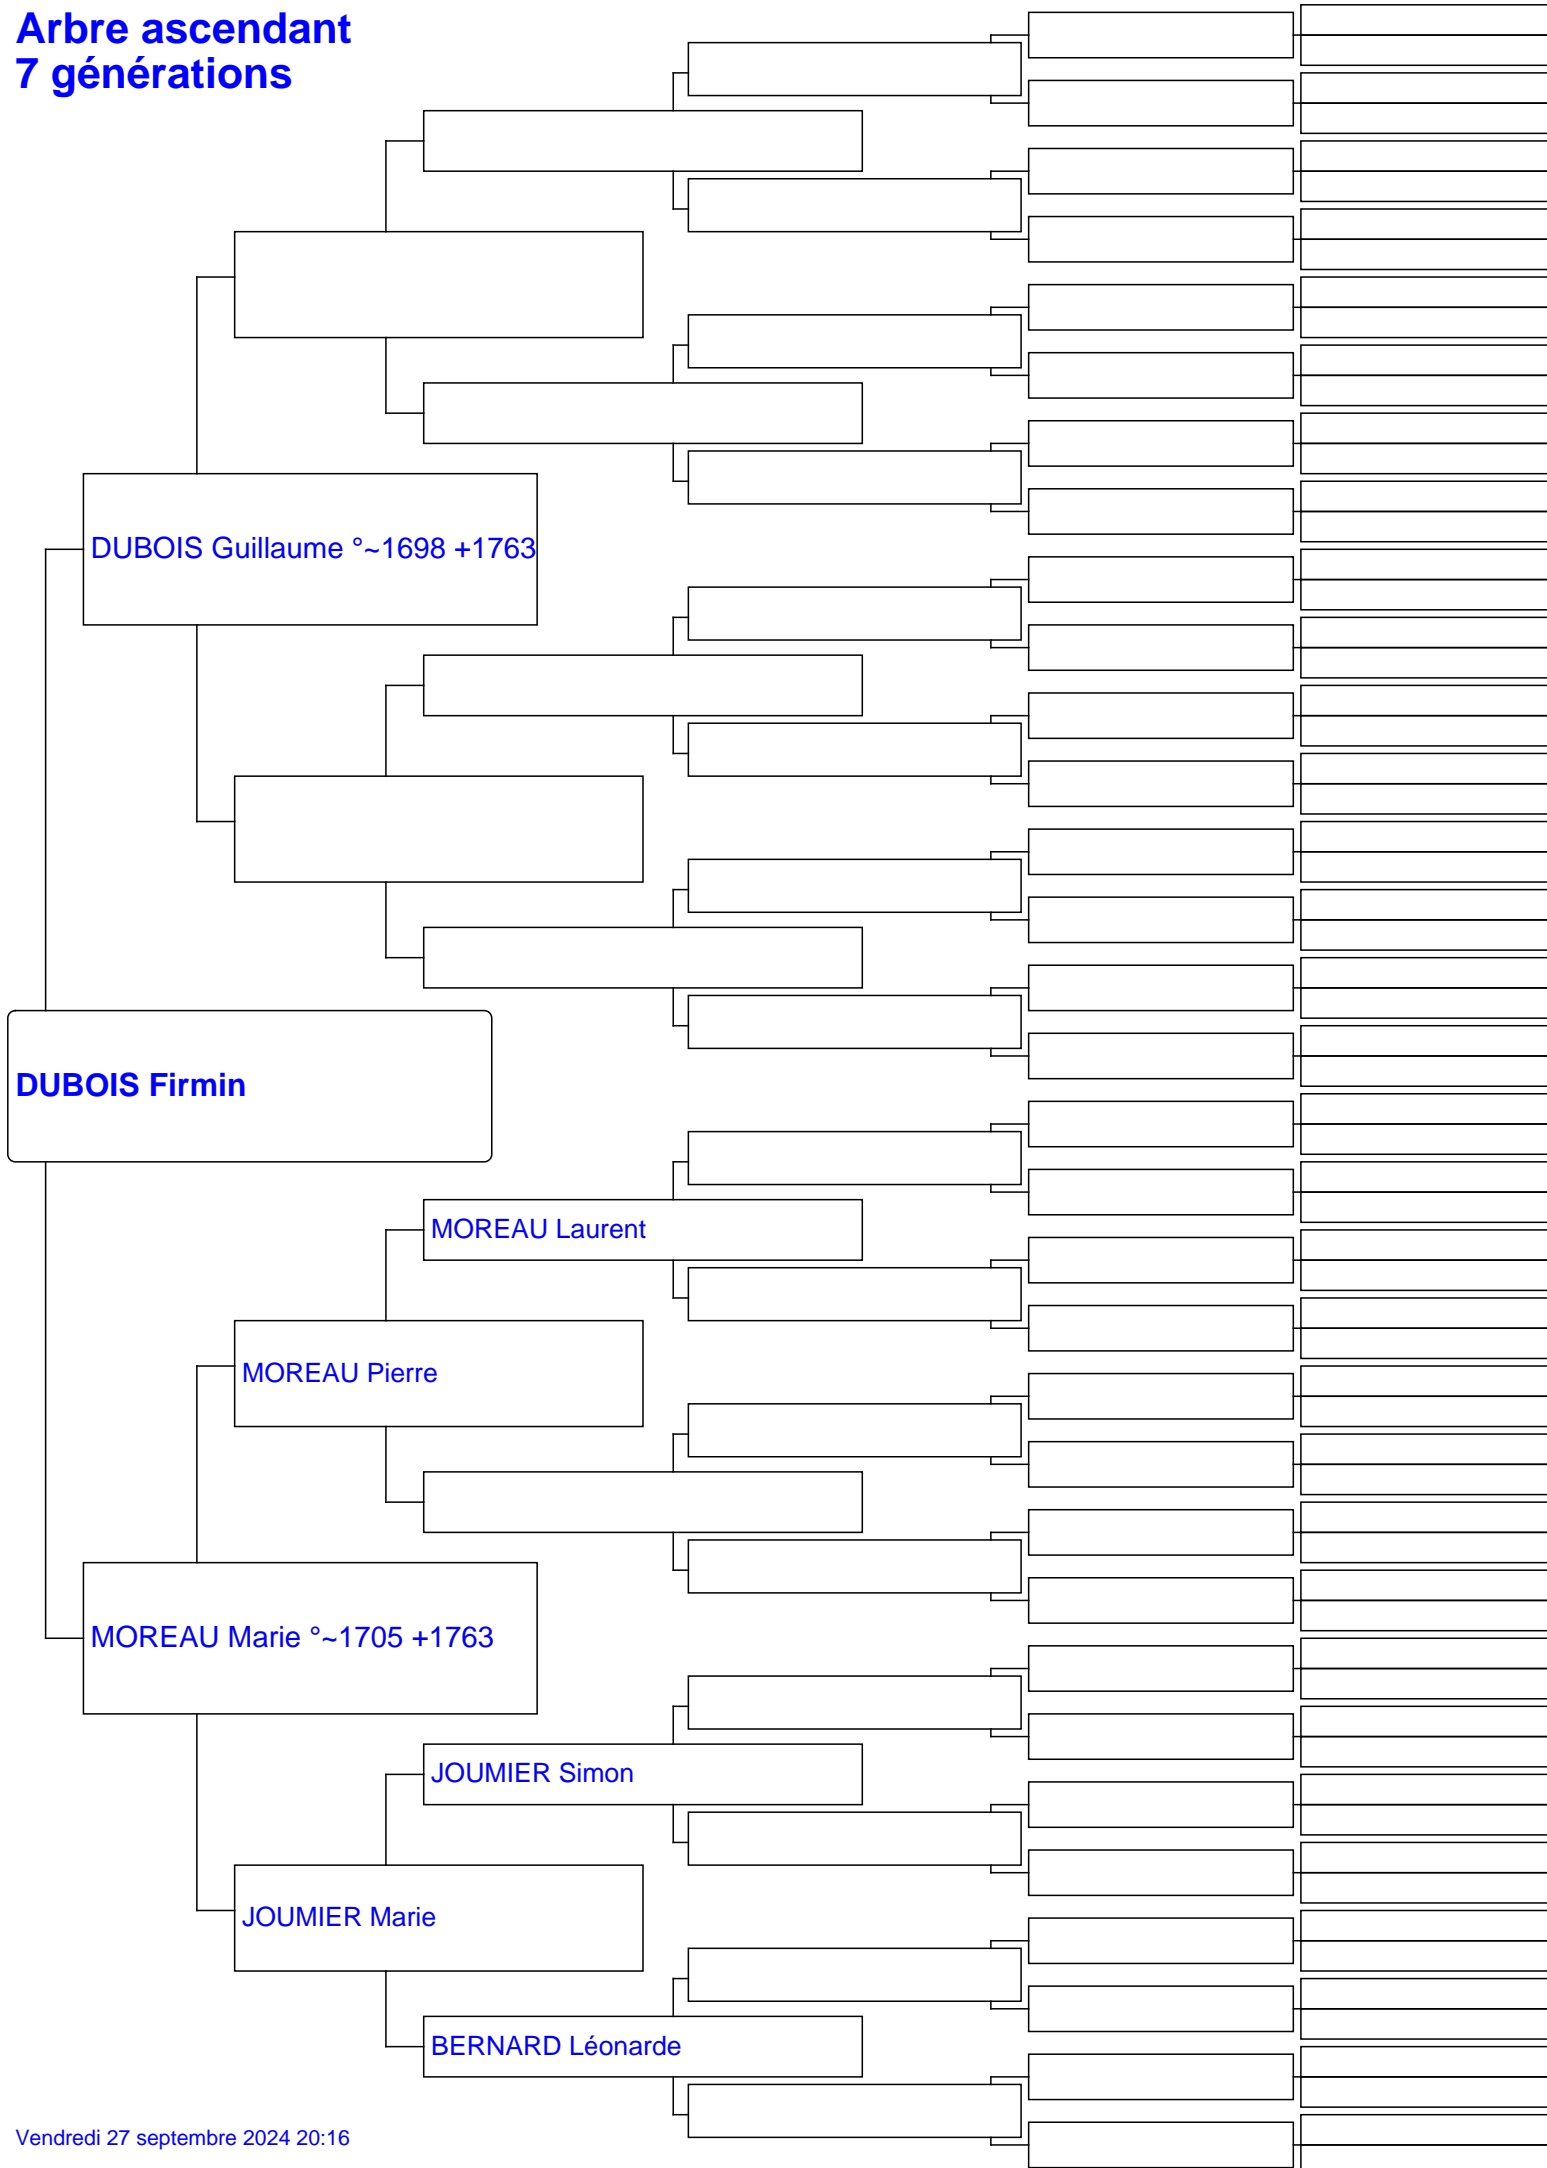 Arbre ascendant
7 générations
DUBOIS Guillaume °~1698 +1763
DUBOIS Firmin
MOREAU Laurent
MOREAU Pierre
MOREAU Marie °~1705 +1763
JOUMIER Simon
JOUMIER Marie
BERNARD Léonarde
Vendredi 27 septembre 2024 20:16